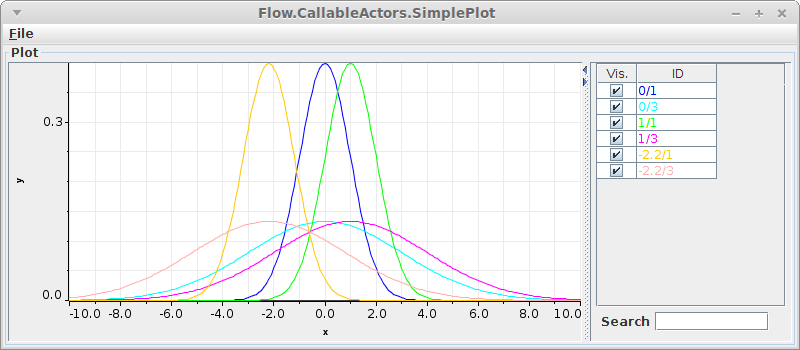 Flow.CallableActors.SimplePlot
File
Plot
Vis. ID
0/1
0/3
1/1
1/3
-2.2/1
-2.2/3
0.3
y
0.0
-10.0 -8.0 -6.0 -4.0 -2.0 0.0 2.0 4.0 6.0 8.0 10.0
x
Search